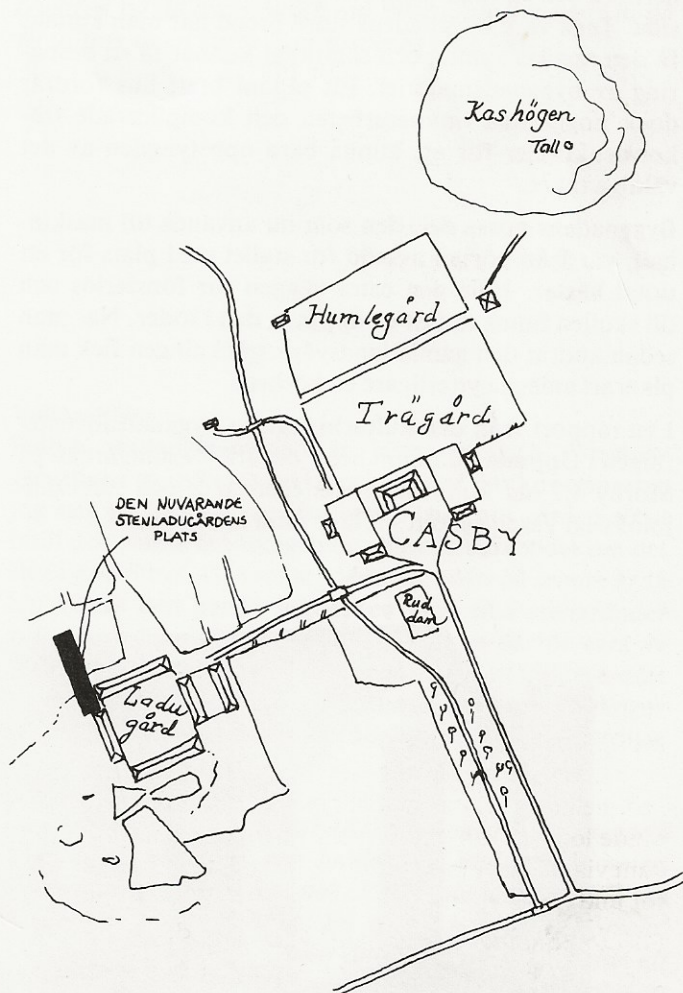 Kashögen
Tall
Humlegård
Trägård
DEN NUVARANDE
STENLADUGÅRDENS
PLATS
CASBY
Rud
dam
Ladu
gård